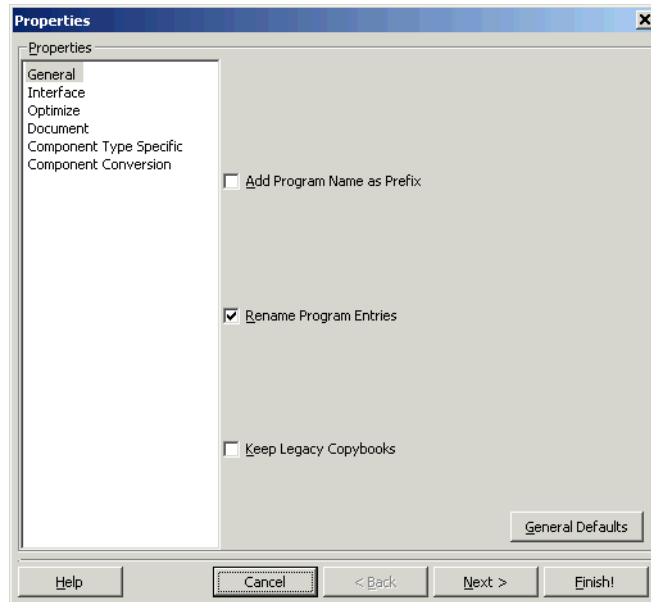 Properties
Properties
General
Interface
Optimize
Document
Component Type Specific
Component Conversion
Add Program Name as Prefix
Rename Program Entries
Keep Legacy Copybooks
General Defaults
Help
Cancel
< Back
Next >
Finish!